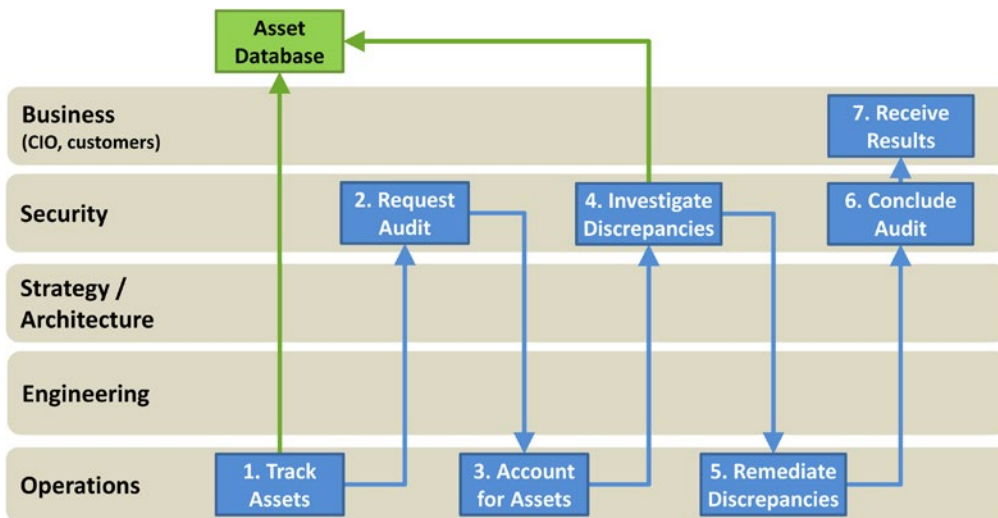 Asset
Database
Business
(CIO, customers)
7. Receive
Results
Security
2. Request
Audit
4. Investigate
Discrepancies
6. Conclude
Audit
Strategy /
Architecture
Engineering
Operations
1. Track
Assets
3. Account
for Assets
5. Remediate
Discrepancies